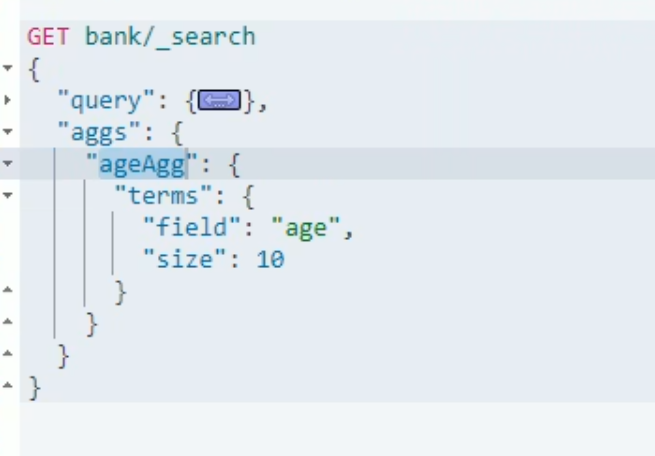 GET bank/_search
{
"query": {},
"aggs": {
"ageAgg": {
"terms": {
"field": "age",
"size": 10
}
}
}
}